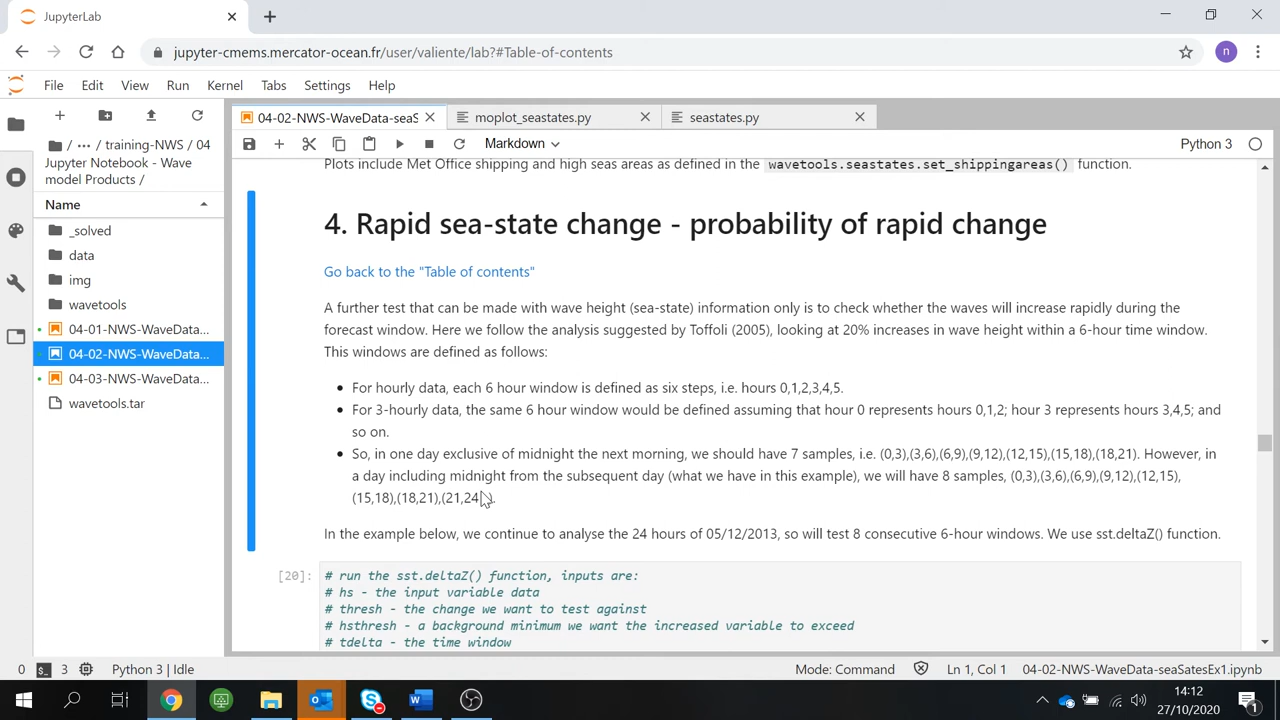 JupyterLab
jupyter-cmems.mercator-ocean.fr/user/valiente/lab?#Table-of-contents
n
File Edit View Run Kernel Tabs Settings Help
/ ··· / training-NWS / 04
Jupyter Notebook - Wave
model Products /
Name
_solved
data
img
wavetools
04-01-NWS-WaveData...
04-02-NWS-WaveData...
04-03-NWS-WaveData...
wavetools.tar
04-02-NWS-WaveData-seaS
moplot_seastates.py
seastates.py
Markdown
Python 3
Plots include Met Office shipping and high seas areas as defined in the wavetools.seastates.set_shippingareas() function.
4. Rapid sea-state change - probability of rapid change
Go back to the "Table of contents"
A further test that can be made with wave height (sea-state) information only is to check whether the waves will increase rapidly during the
forecast window. Here we follow the analysis suggested by Toffoli (2005), looking at 20% increases in wave height within a 6-hour time window.
This windows are defined as follows:
• For hourly data, each 6 hour window is defined as six steps, i.e. hours 0,1,2,3,4,5.
• For 3-hourly data, the same 6 hour window would be defined assuming that hour 0 represents hours 0,1,2; hour 3 represents hours 3,4,5; and
so on.
• So, in one day exclusive of midnight the next morning, we should have 7 samples, i.e. (0,3),(3,6),(6,9),(9,12),(12,15),(15,18),(18,21). However, in
a day including midnight from the subsequent day (what we have in this example), we will have 8 samples, (0,3),(3,6),(6,9),(9,12),(12,15),
(15,18),(18,21),(21,24).
In the example below, we continue to analyse the 24 hours of 05/12/2013, so will test 8 consecutive 6-hour windows. We use sst.deltaZ() function.
[20]:
# run the sst.deltaZ() function, inputs are:
# hs - the input variable data
# thresh - the change we want to test against
# hsthresh - a background minimum we want the increased variable to exceed
# tdelta - the time window
0 3 Python 3 | Idle
Mode: Command
Ln 1, Col 1
04-02-NWS-WaveData-seaSatesEx1.ipynb
14:12
27/10/2020
1